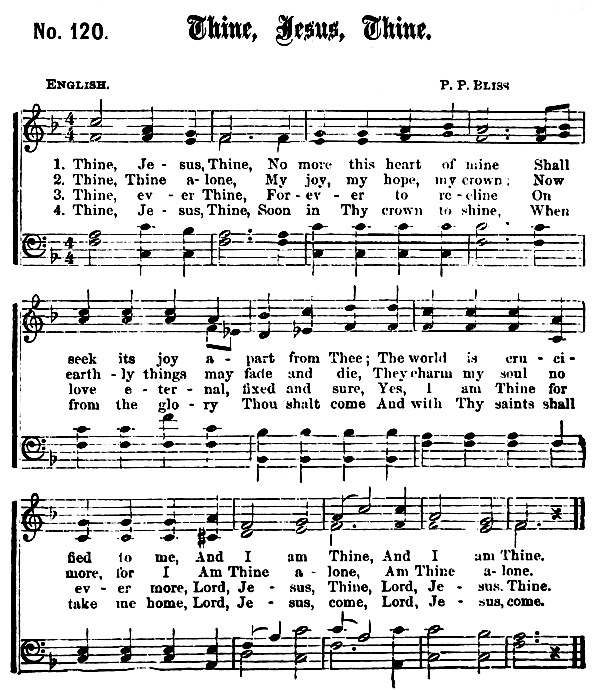 No. 120.
Thine, Jesus, Thine.
ENGLISH.
P. P. BLISS
1. Thine, Je - sus, Thine, No more this heart of mine Shall
2. Thine, Thine a - lone, My joy, my hope, my crown; Now
3. Thine, ev - er Thine, For - ev - er to re - cline On
4. Thine, Je - sus, Thine, Soon in Thy crown to shine, When
seek its joy a - part from Thee; The world is cru - ci -
earth - ly things may fade and die, They charm my soul no
love e - ter - nal, fixed and sure, Yes, I am Thine for
from the glo - ry Thou shalt come And with Thy saints shall
fied to me, And I am Thine, And I am Thine.
more, for I Am Thine a - lone, Am Thine a - lone.
ev - er more, Lord, Je - sus, Thine, Lord, Je - sus. Thine.
take me home, Lord, Je - sus, come, Lord, Je - sus, come.